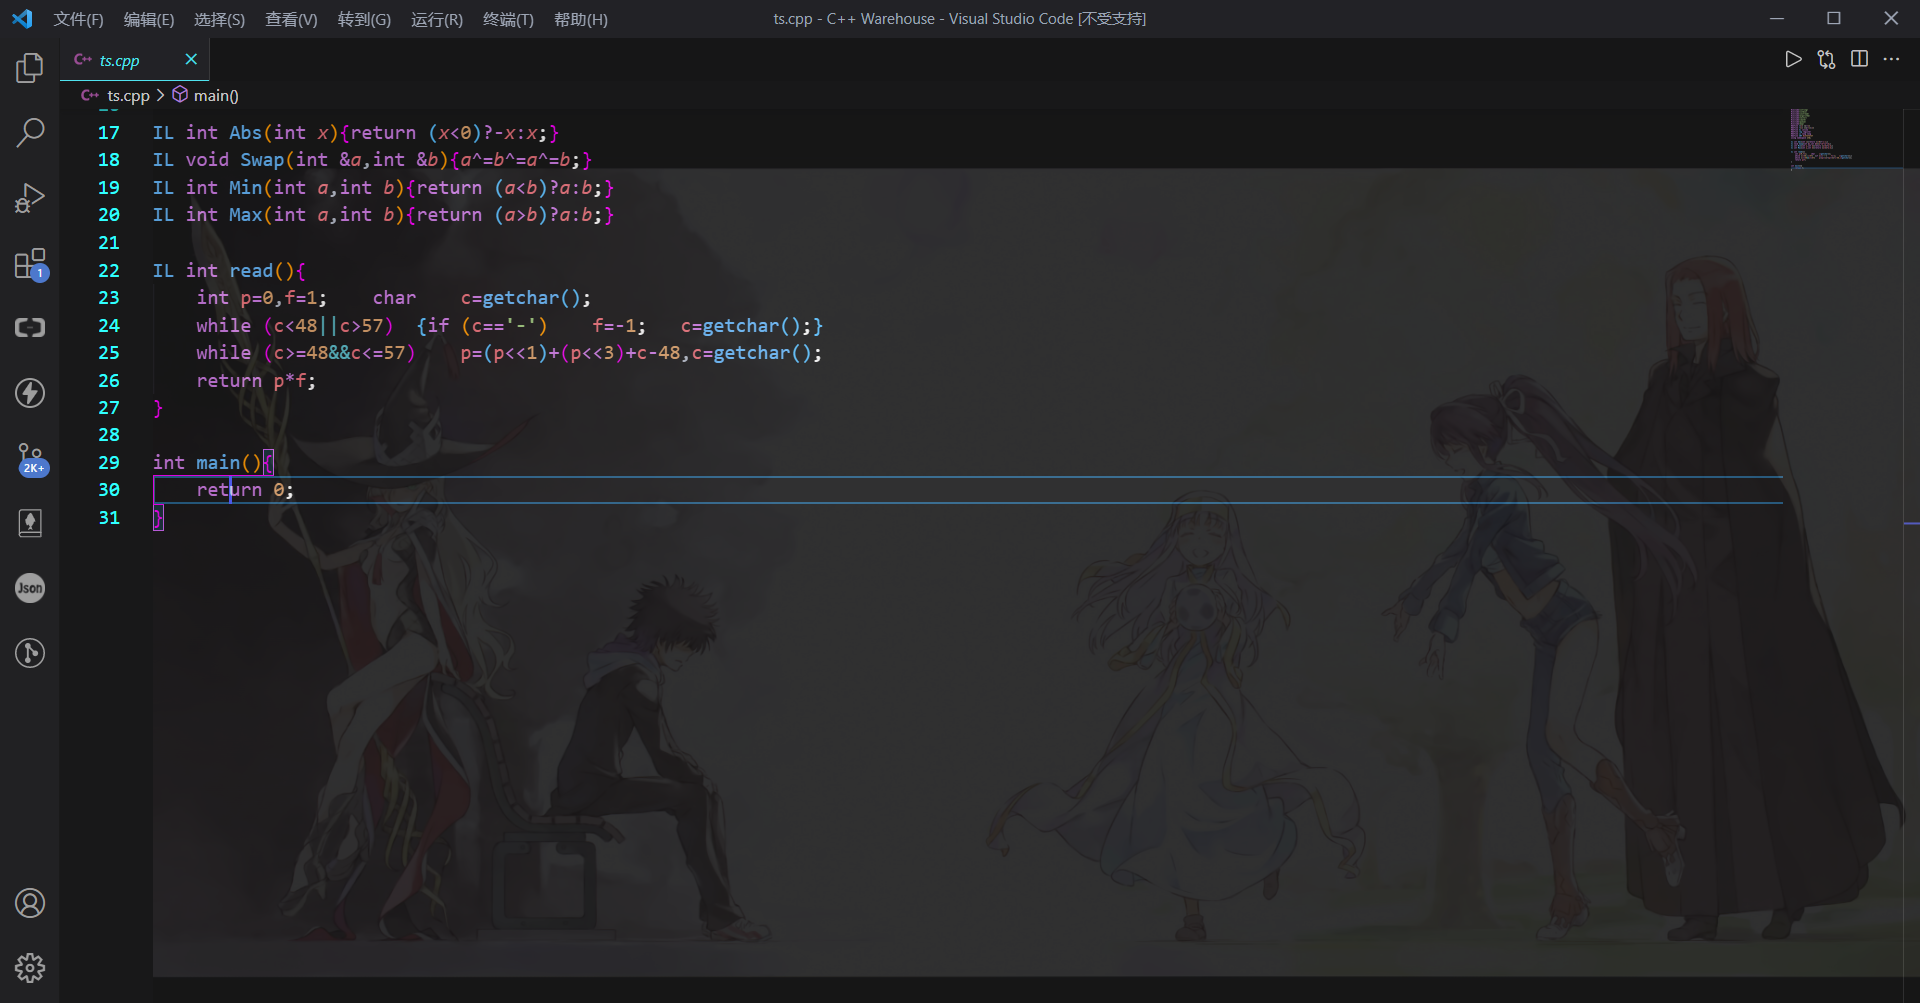 文件(F) 编辑(E) 选择(S) 查看(V) 转到(G) 运行(R) 终端(T) 帮助(H) ts.cpp - C++ Warehouse - Visual Studio Code [不受支持]
C++ ts.cpp
C++ ts.cpp > main()
17 IL int Abs(int x){return (x<0)?-x:x;}
18 IL void Swap(int &a,int &b){a^=b^=a^=b;}
19 IL int Min(int a,int b){return (a<b)?a:b;}
20 IL int Max(int a,int b){return (a>b)?a:b;}
21
22 IL int read(){
23     int p=0,f=1;    char    c=getchar();
24     while (c<48||c>57)  {if (c=='-')    f=-1;   c=getchar();}
25     while (c>=48&&c<=57)    p=(p<<1)+(p<<3)+c-48,c=getchar();
26     return p*f;
27 }
28
29 int main(){
30     return 0;
31 }
1
2K+
Json